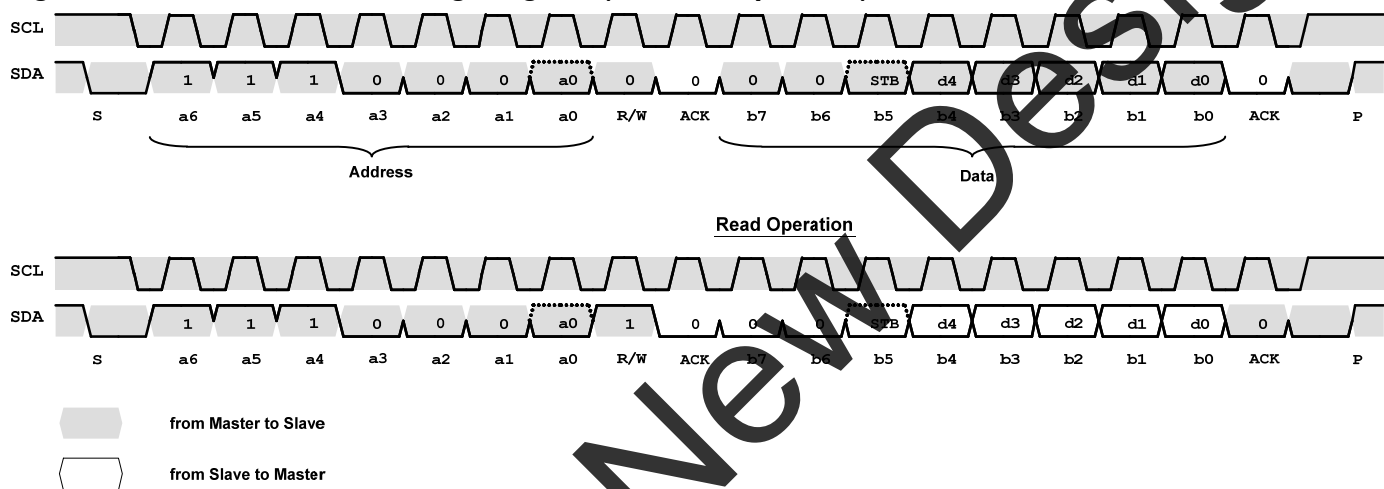 SCL
SDA 1 1 1 0 0 0 a0 0 0 0 0 STB d4 d3 d2 d1 d0 0
S a6 a5 a4 a3 a2 a1 a0 R/W ACK b7 b6 b5 b4 b3 b2 b1 b0 ACK P
Address Data
Read Operation
SCL
SDA 1 1 1 0 0 0 a0 1 0 0 0 STB d4 d3 d2 d1 d0 0
S a6 a5 a4 a3 a2 a1 a0 R/W ACK b7 b6 b5 b4 b3 b2 b1 b0 ACK P
from Master to Slave
from Slave to Master
New Desig